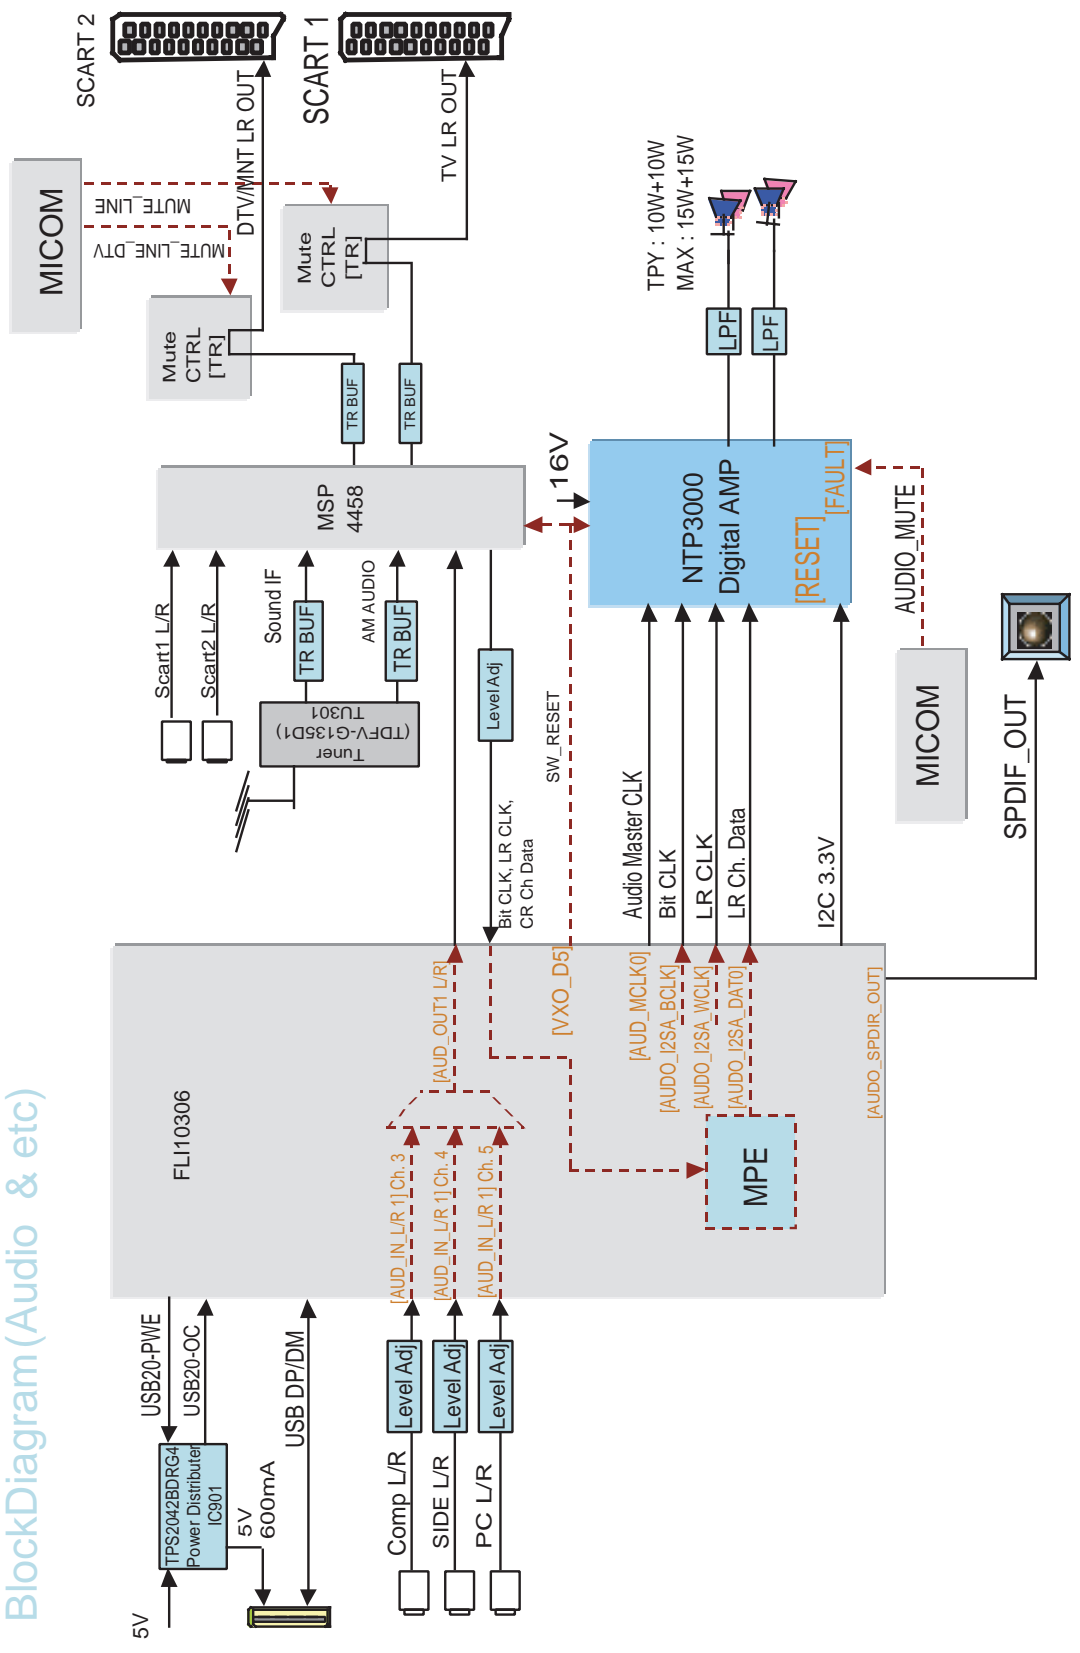 BlockDiagram(Audio & etc)
5V
TPS2042BDRG4
Power Distributer
IC901
5V
600mA
USB20-PWE
USB20-OC
USB DP/DM
Comp L/R
SIDE L/R
PC L/R
Level Adj
Level Adj
Level Adj
FLI10306
[AUD_IN_L/R 1] Ch. 3
[AUD_IN_L/R 1] Ch. 4
[AUD_IN_L/R 1] Ch. 5
[AUD_OUT1 L/R]
[VXO_D5]
[AUD_MCLK0]
[AUDO_I2SA_BCLK]
[AUDO_I2SA_WCLK]
[AUDO_I2SA_DAT0]
[AUDO_SPDIR_OUT]
MPE
Scart1 L/R
Scart2 L/R
Tuner
(TDFV-G135D1)
TU301
Sound IF
TR BUF
AM AUDIO
TR BUF
Level Adj
Bit CLK, LR CLK,
CR Ch Data
SW_RESET
Audio Master CLK
Bit CLK
LR CLK
LR Ch. Data
I2C 3.3V
MSP
4458
16V
NTP3000
Digital AMP
[RESET]
[FAULT]
AUDIO_MUTE
MICOM
SPDIF_OUT
TR BUF
TR BUF
Mute
CTRL
[TR]
Mute
CTRL
[TR]
MICOM
MUTE_LINE
MUTE_LINE_DTV
DTV/MNT LR OUT
TV LR OUT
SCART 2
SCART 1
LPF
LPF
TPY : 10W+10W
MAX : 15W+15W